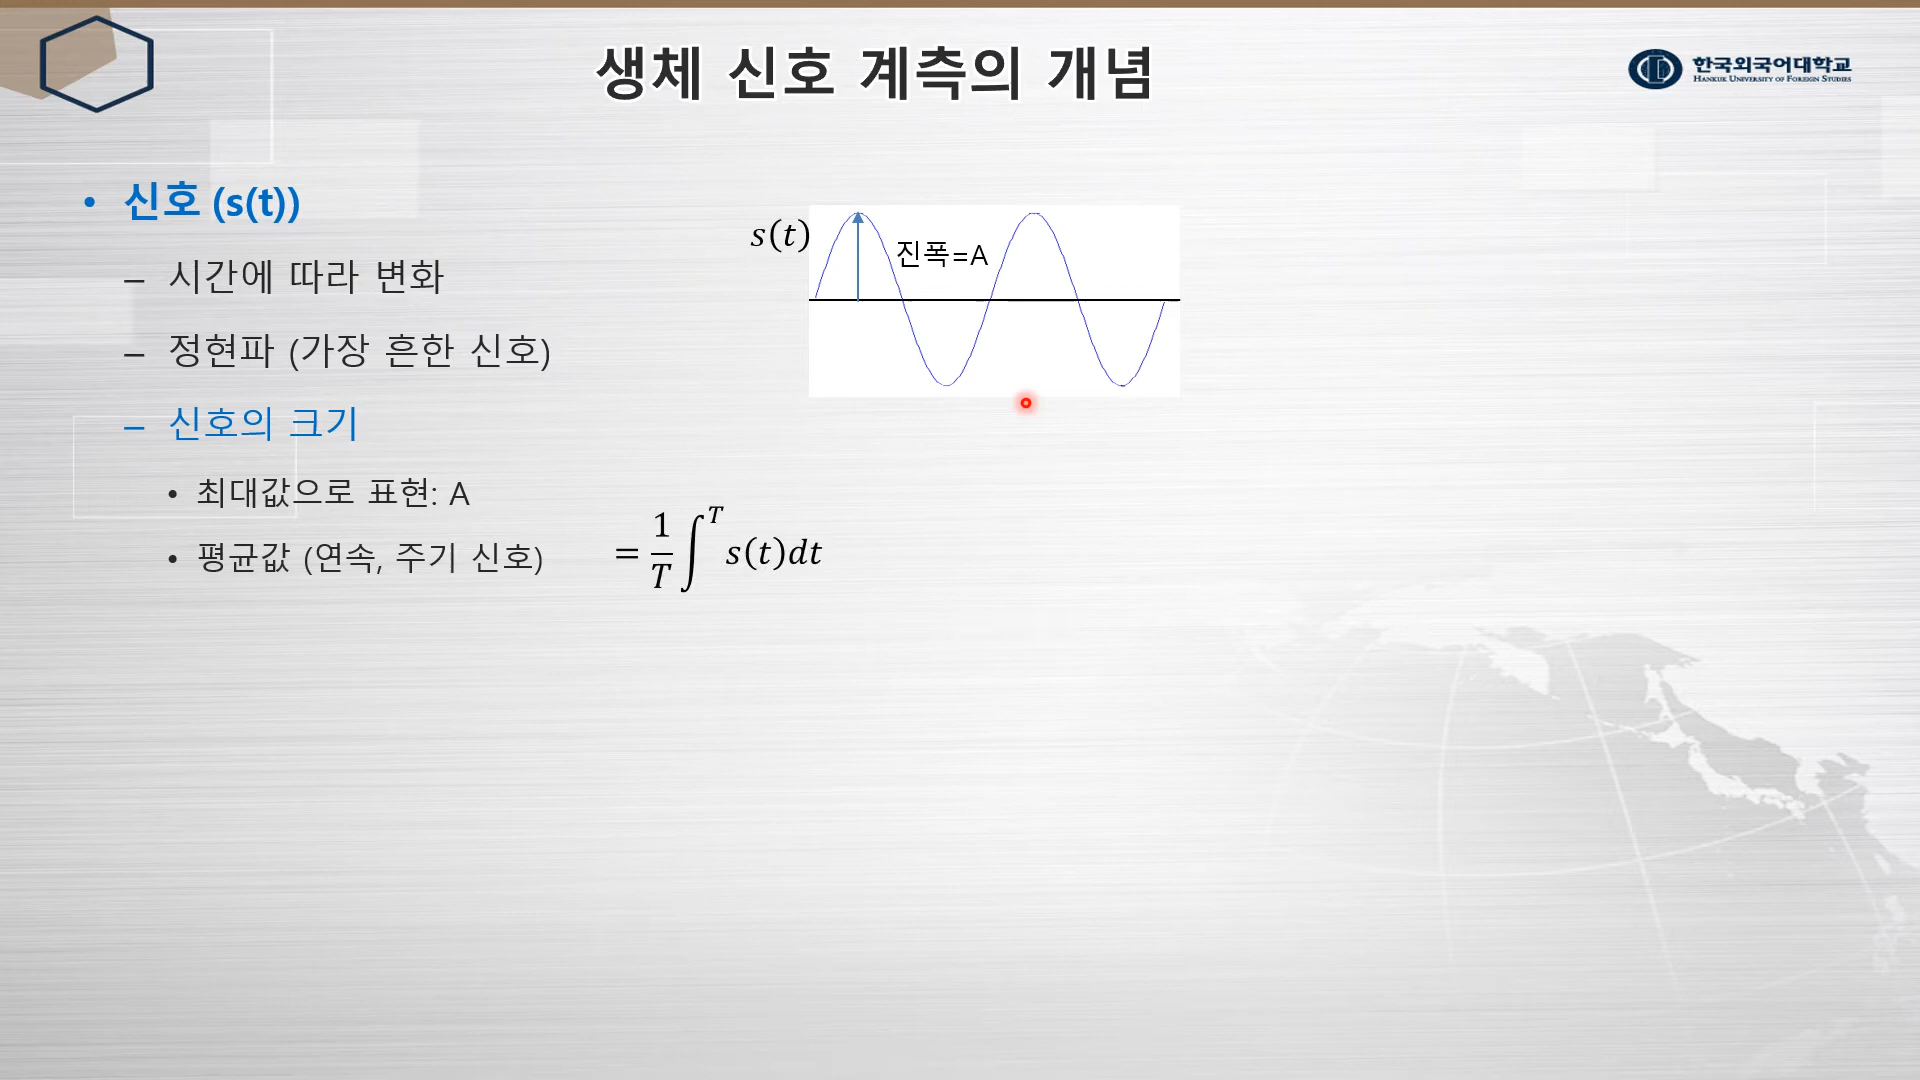 생체 신호 계측의 개념
한국외국어대학교
HANKUK UNIVERSITY OF FOREIGN STUDIES
• 신호 (s(t))
– 시간에 따라 변화
– 정현파 (가장 흔한 신호)
– 신호의 크기
• 최대값으로 표현: A
• 평균값 (연속, 주기 신호) = 1/T ∫^T s(t)dt
s(t)
진폭=A